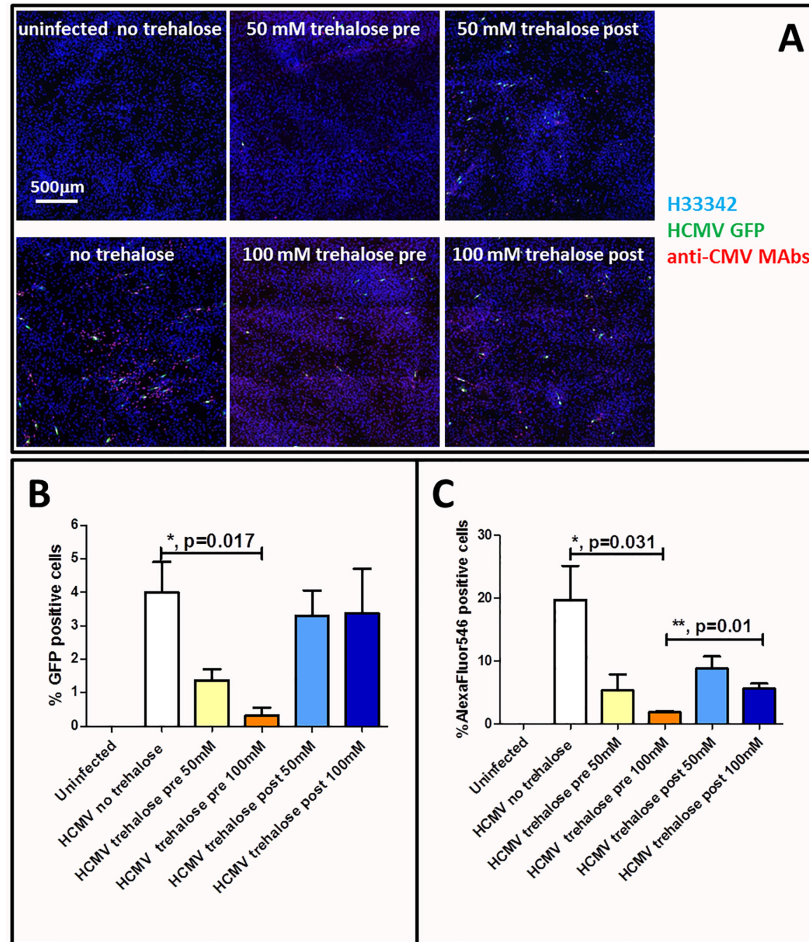 uninfected no trehalose
50 mM trehalose pre
50 mM trehalose post
A
500µm
H33342
HCMV GFP
anti-CMV MAbs
no trehalose
100 mM trehalose pre
100 mM trehalose post
B
% GFP positive cells
6
5
4
3
2
1
0
*, p=0.017
Uninfected
HCMV no trehalose
HCMV trehalose pre 50mM
HCMV trehalose pre 100mM
HCMV trehalose post 50mM
HCMV trehalose post 100mM
C
%AlexaFluor546 positive cells
30
20
10
0
*, p=0.031
**, p=0.01
Uninfected
HCMV no trehalose
HCMV trehalose pre 50mM
HCMV trehalose pre 100mM
HCMV trehalose post 50mM
HCMV trehalose post 100mM